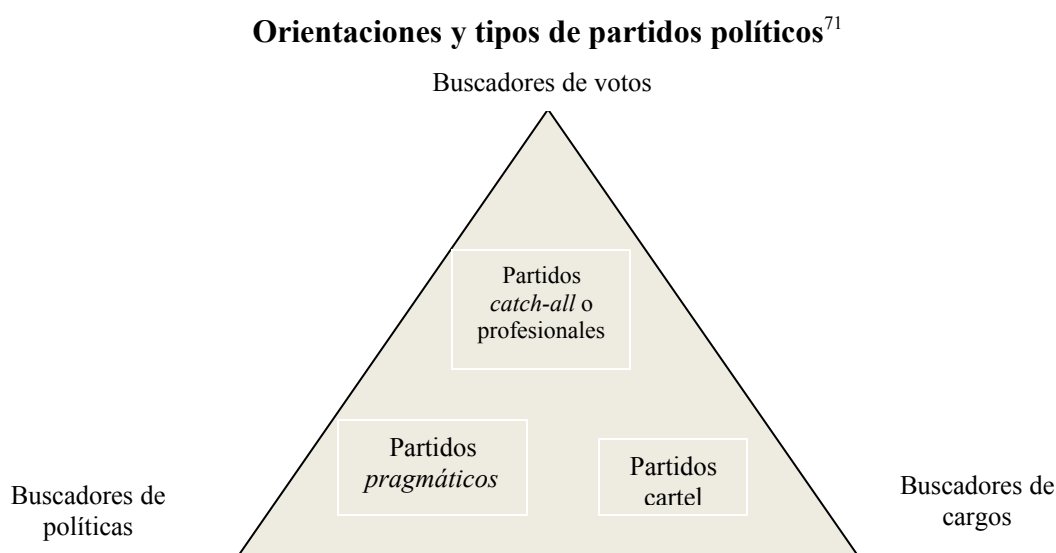 Orientaciones y tipos de partidos políticos71
Buscadores de votos
Partidos
catch-all o
profesionales
Partidos
pragmáticos
Partidos
cartel
Buscadores de
políticas
Buscadores de
cargos